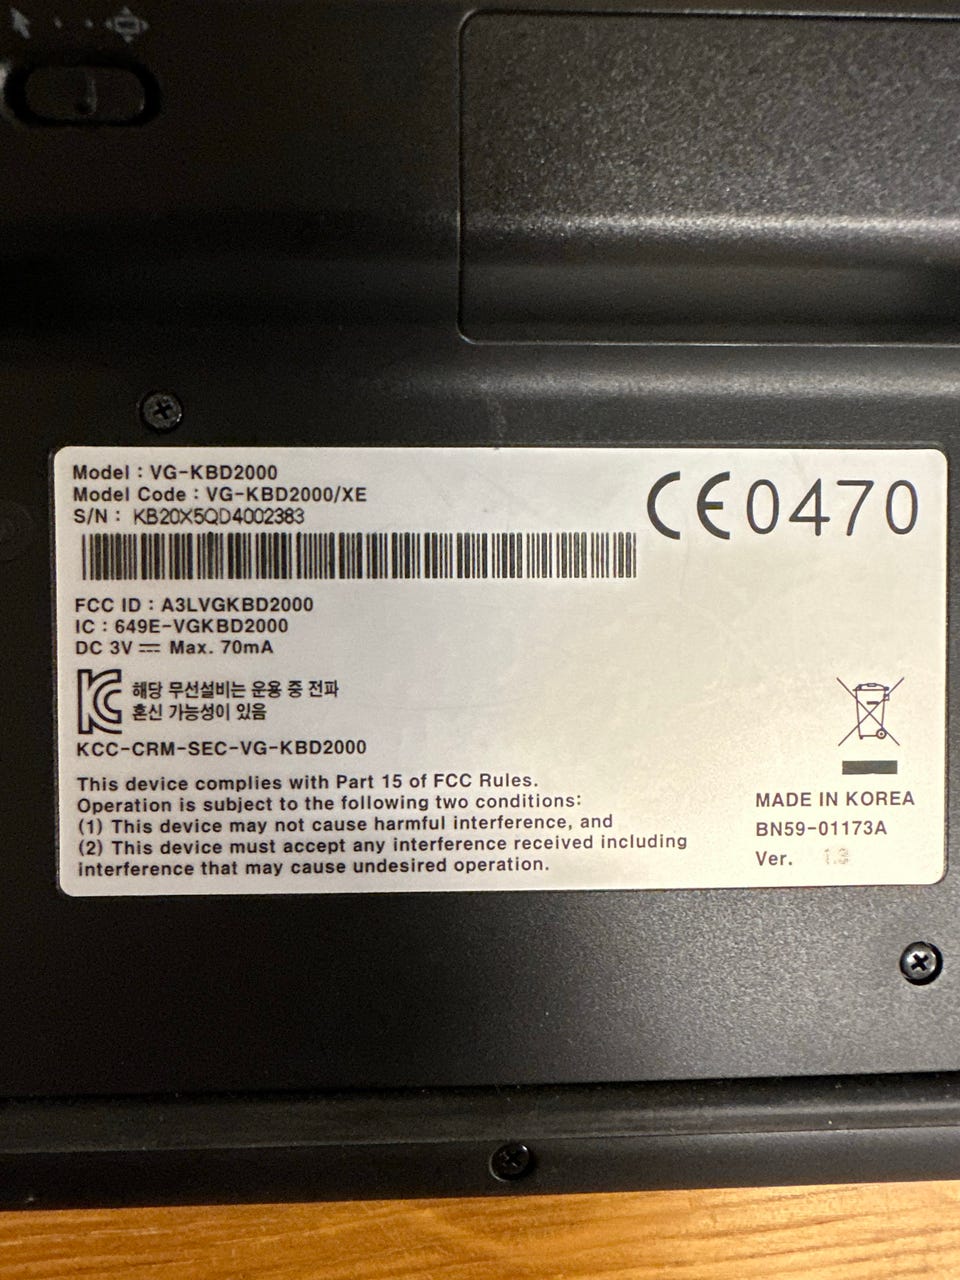 Model : VG-KBD2000
Model Code : VG-KBD2000/XE
S/N : KB20X5QD4002383
CE0470
FCC ID : A3LVGKBD2000
IC : 649E-VGKBD2000
DC 3V ⎓ Max. 70mA
해당 무선설비는 운용 중 전파
혼신 가능성이 있음
KCC-CRM-SEC-VG-KBD2000
This device complies with Part 15 of FCC Rules.
Operation is subject to the following two conditions:
(1) This device may not cause harmful interference, and
(2) This device must accept any interference received including
interference that may cause undesired operation.
MADE IN KOREA
BN59-01173A
Ver. 1.3